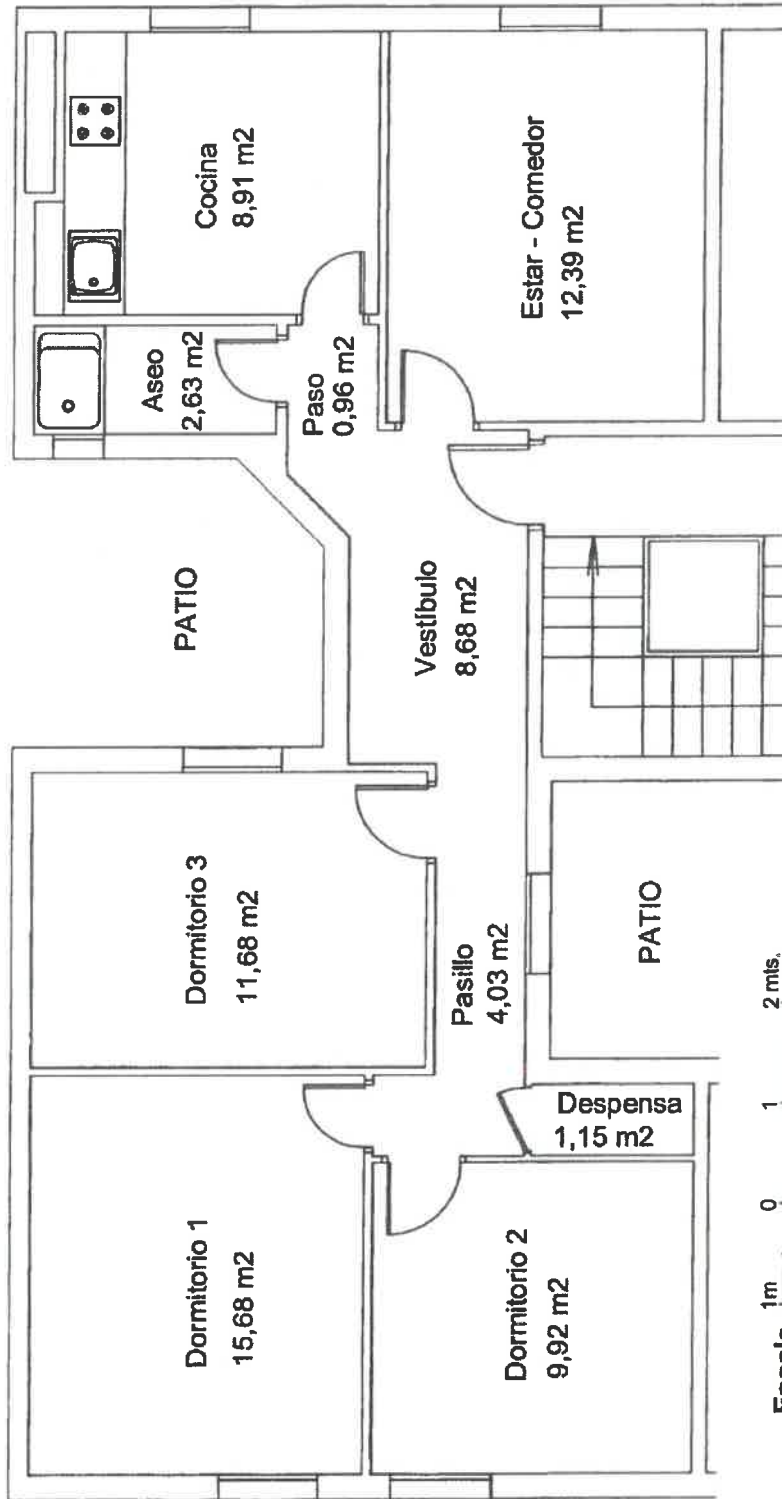 Cocina
8,91 m2
Aseo
2,63 m2
Paso
0,96 m2
Estar - Comedor
12,39 m2
PATIO
Vestíbulo
8,68 m2
Dormitorio 3
11,68 m2
Pasillo
4,03 m2
PATIO
Despensa
1,15 m2
Dormitorio 1
15,68 m2
Dormitorio 2
9,92 m2
1m 0 1 2 mts.